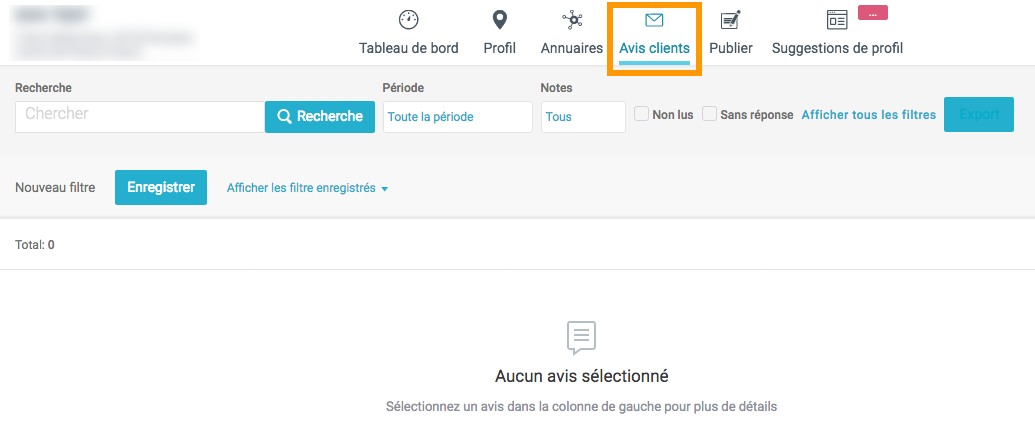 ...
Tableau de bord Profil Annuaires Avis clients Publier Suggestions de profil
Recherche Période Notes
Chercher Recherche Toute la période Tous Non lus Sans réponse Afficher tous les filtres Export
Nouveau filtre Enregistrer Afficher les filtre enregistrés
Total: 0
Aucun avis sélectionné
Sélectionnez un avis dans la colonne de gauche pour plus de détails